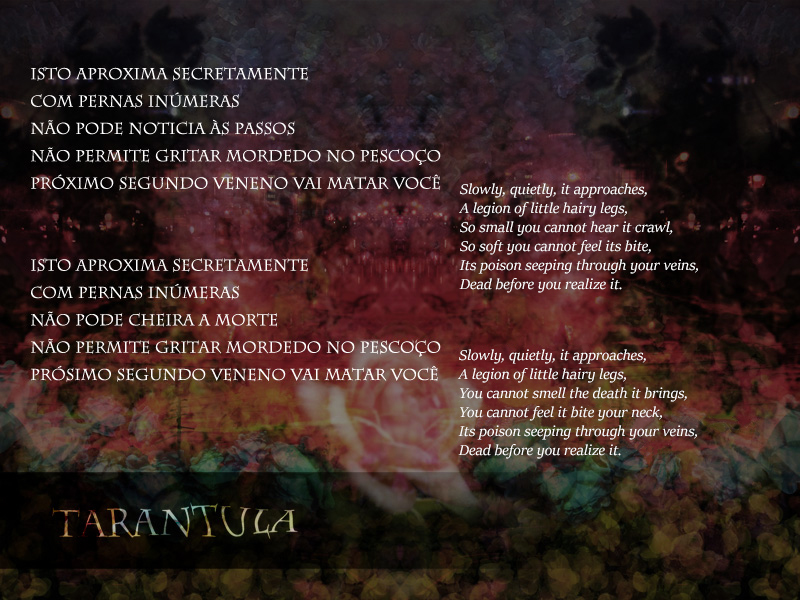 ISTO APROXIMA SECRETAMENTE
COM PERNAS INÚMERAS
NÃO PODE NOTICIA ÀS PASSOS
NÃO PERMITE GRITAR MORDEDO NO PESCOÇO
PRÓXIMO SEGUNDO VENENO VAI MATAR VOCÊ
ISTO APROXIMA SECRETAMENTE
COM PERNAS INÚMERAS
NÃO PODE CHEIRA A MORTE
NÃO PERMITE GRITAR MORDEDO NO PESCOÇO
PRÓSIMO SEGUNDO VENENO VAI MATAR VOCÊ
Slowly, quietly, it approaches,
A legion of little hairy legs,
So small you cannot hear it crawl,
So soft you cannot feel its bite,
Its poison seeping through your veins,
Dead before you realize it.
Slowly, quietly, it approaches,
A legion of little hairy legs,
You cannot smell the death it brings,
You cannot feel it bite your neck,
Its poison seeping through your veins,
Dead before you realize it.
TARANTULA